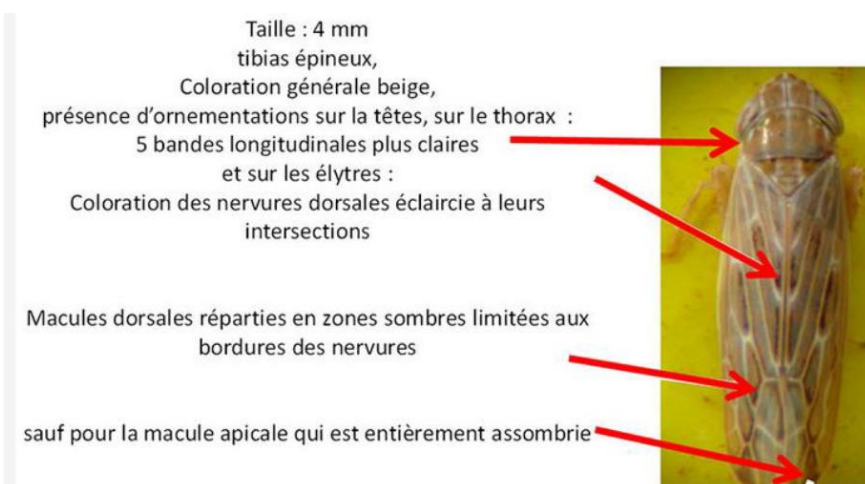 Taille : 4 mm
tibias épineux,
Coloration générale beige,
présence d'ornementations sur la têtes, sur le thorax :
5 bandes longitudinales plus claires
et sur les élytres :
Coloration des nervures dorsales éclaircie à leurs
intersections
Macules dorsales réparties en zones sombres limitées aux
bordures des nervures
sauf pour la macule apicale qui est entièrement assombrie